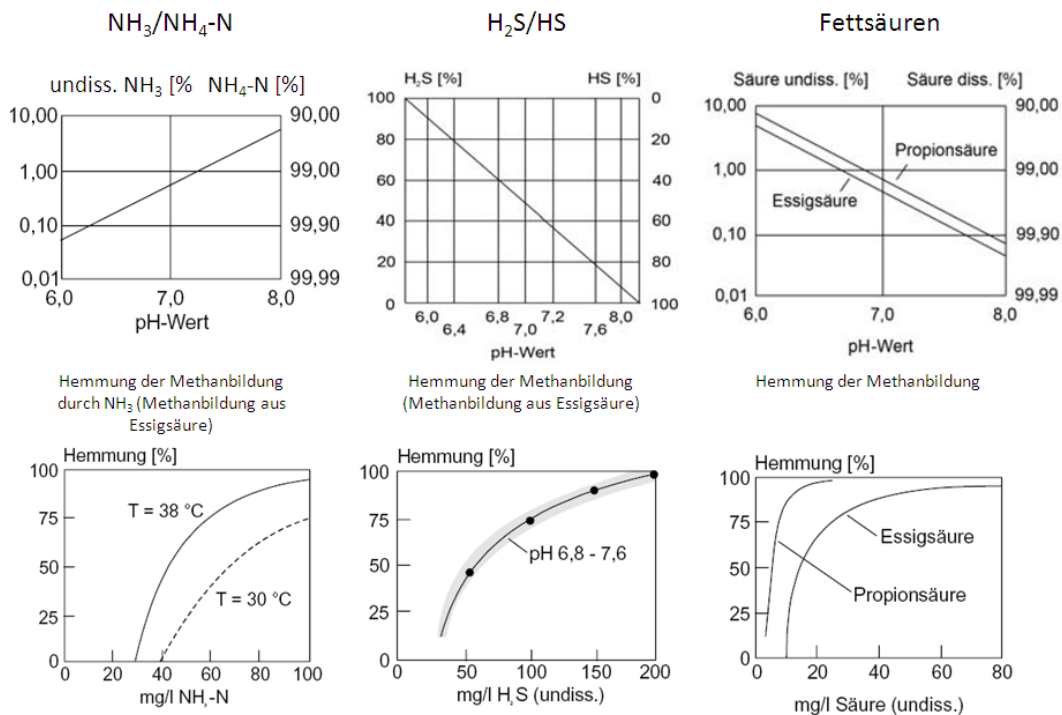 NH₃/NH₄-N
H₂S/HS
Fettsäuren
undiss. NH₃ [% NH₄-N [%]
10,00
1,00
0,10
0,01
90,00
99,00
99,90
99,99
6,0 7,0 8,0
pH-Wert
H₂S [%] HS [%]
100
80
60
40
20
0
0
20
40
60
80
100
6,0 6,8 7,2 8,0
6,4 7,0 7,6
pH-Wert
Säure undiss. [%] Säure diss. [%]
10,00
1,00
0,10
0,01
90,00
99,00
99,90
99,99
Propionsäure
Essigsäure
6,0 7,0 8,0
pH-Wert
Hemmung der Methanbildung
durch NH₃ (Methanbildung aus
Essigsäure)
Hemmung [%]
100
75
50
25
0
T = 38 °C
T = 30 °C
0 20 40 60 80 100
mg/l NH,-N
Hemmung der Methanbildung
(Methanbildung aus Essigsäure)
Hemmung [%]
100
75
50
25
0
pH 6,8 - 7,6
0 50 100 150 200
mg/l H₂S (undiss.)
Hemmung der Methanbildung
Hemmung [%]
100
75
50
25
0
Essigsäure
Propionsäure
0 20 40 60 80
mg/l Säure (undiss.)